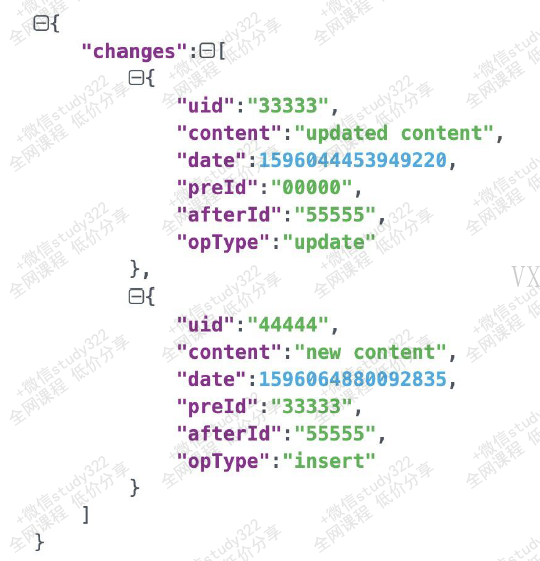 {
"changes":[
{
"uid":"33333",
"content":"updated content",
"date":1596044453949220,
"preId":"00000",
"afterId":"55555",
"opType":"update"
},
{
"uid":"44444",
"content":"new content",
"date":1596064880092835,
"preId":"33333",
"afterId":"55555",
"opType":"insert"
}
]
}
VX
+微信study322
全网课程 低价分享